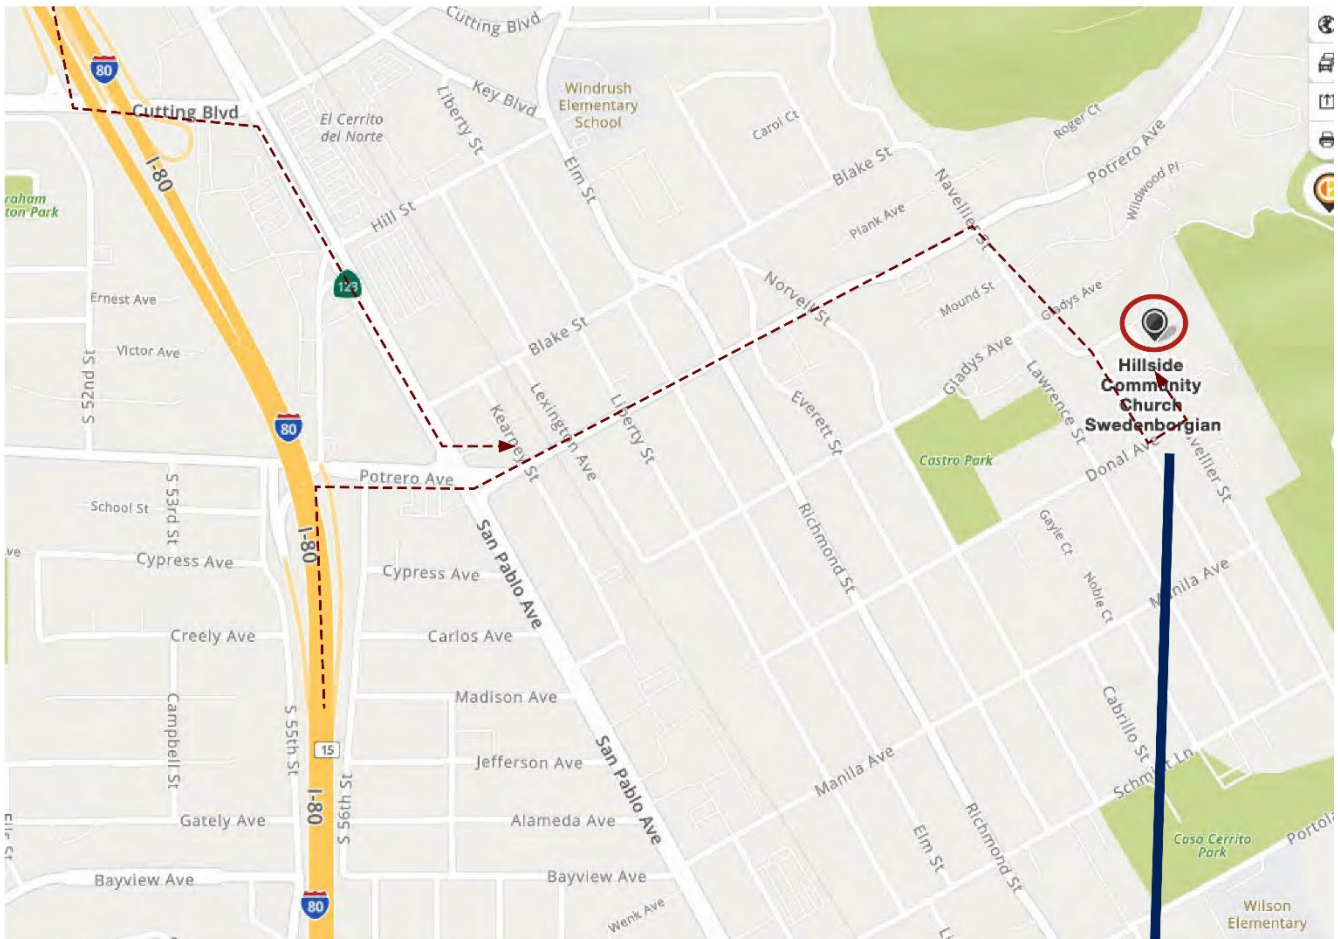 Cutting Blvd
80
Cutting Blvd
Key Blvd
Windrush
Elementary
School
Liberty St
El Cerrito
del Norte
Carol Ct
Roger Ct
Potrero Ave
Blake St
Navellier St
Wildwood Pl
Elm St
I-80
Hill St
Plank Ave
raham
ton Park
123
Ernest Ave
Norvell St
Mound St
Gladys Ave
Victor Ave
Blake St
Hillside
Community
Church
Swedenborgian
Gladys Ave
Lawrence St
S 52nd St
Lexington Ave
Kearney St
Liberty St
Everett St
80
Castro Park
Donal Ave
Navellier St
Potrero Ave
S 53rd St
School St
I-80
San Pablo Ave
Richmond St
Gayle Ct
Noble Ct
Manila Ave
Cypress Ave
Cypress Ave
Creely Ave
Carlos Ave
Campbell St
S 55th St
Madison Ave
Cabrillo St
15
Jefferson Ave
San Pablo Ave
Manila Ave
Schmidt Ln
I-80
S 56th St
Gately Ave
Alameda Ave
Elm St
Richmond St
Casa Cerrito
Park
Bayview Ave
Bayview Ave
80
Wenk Ave
Wilson
Elementary